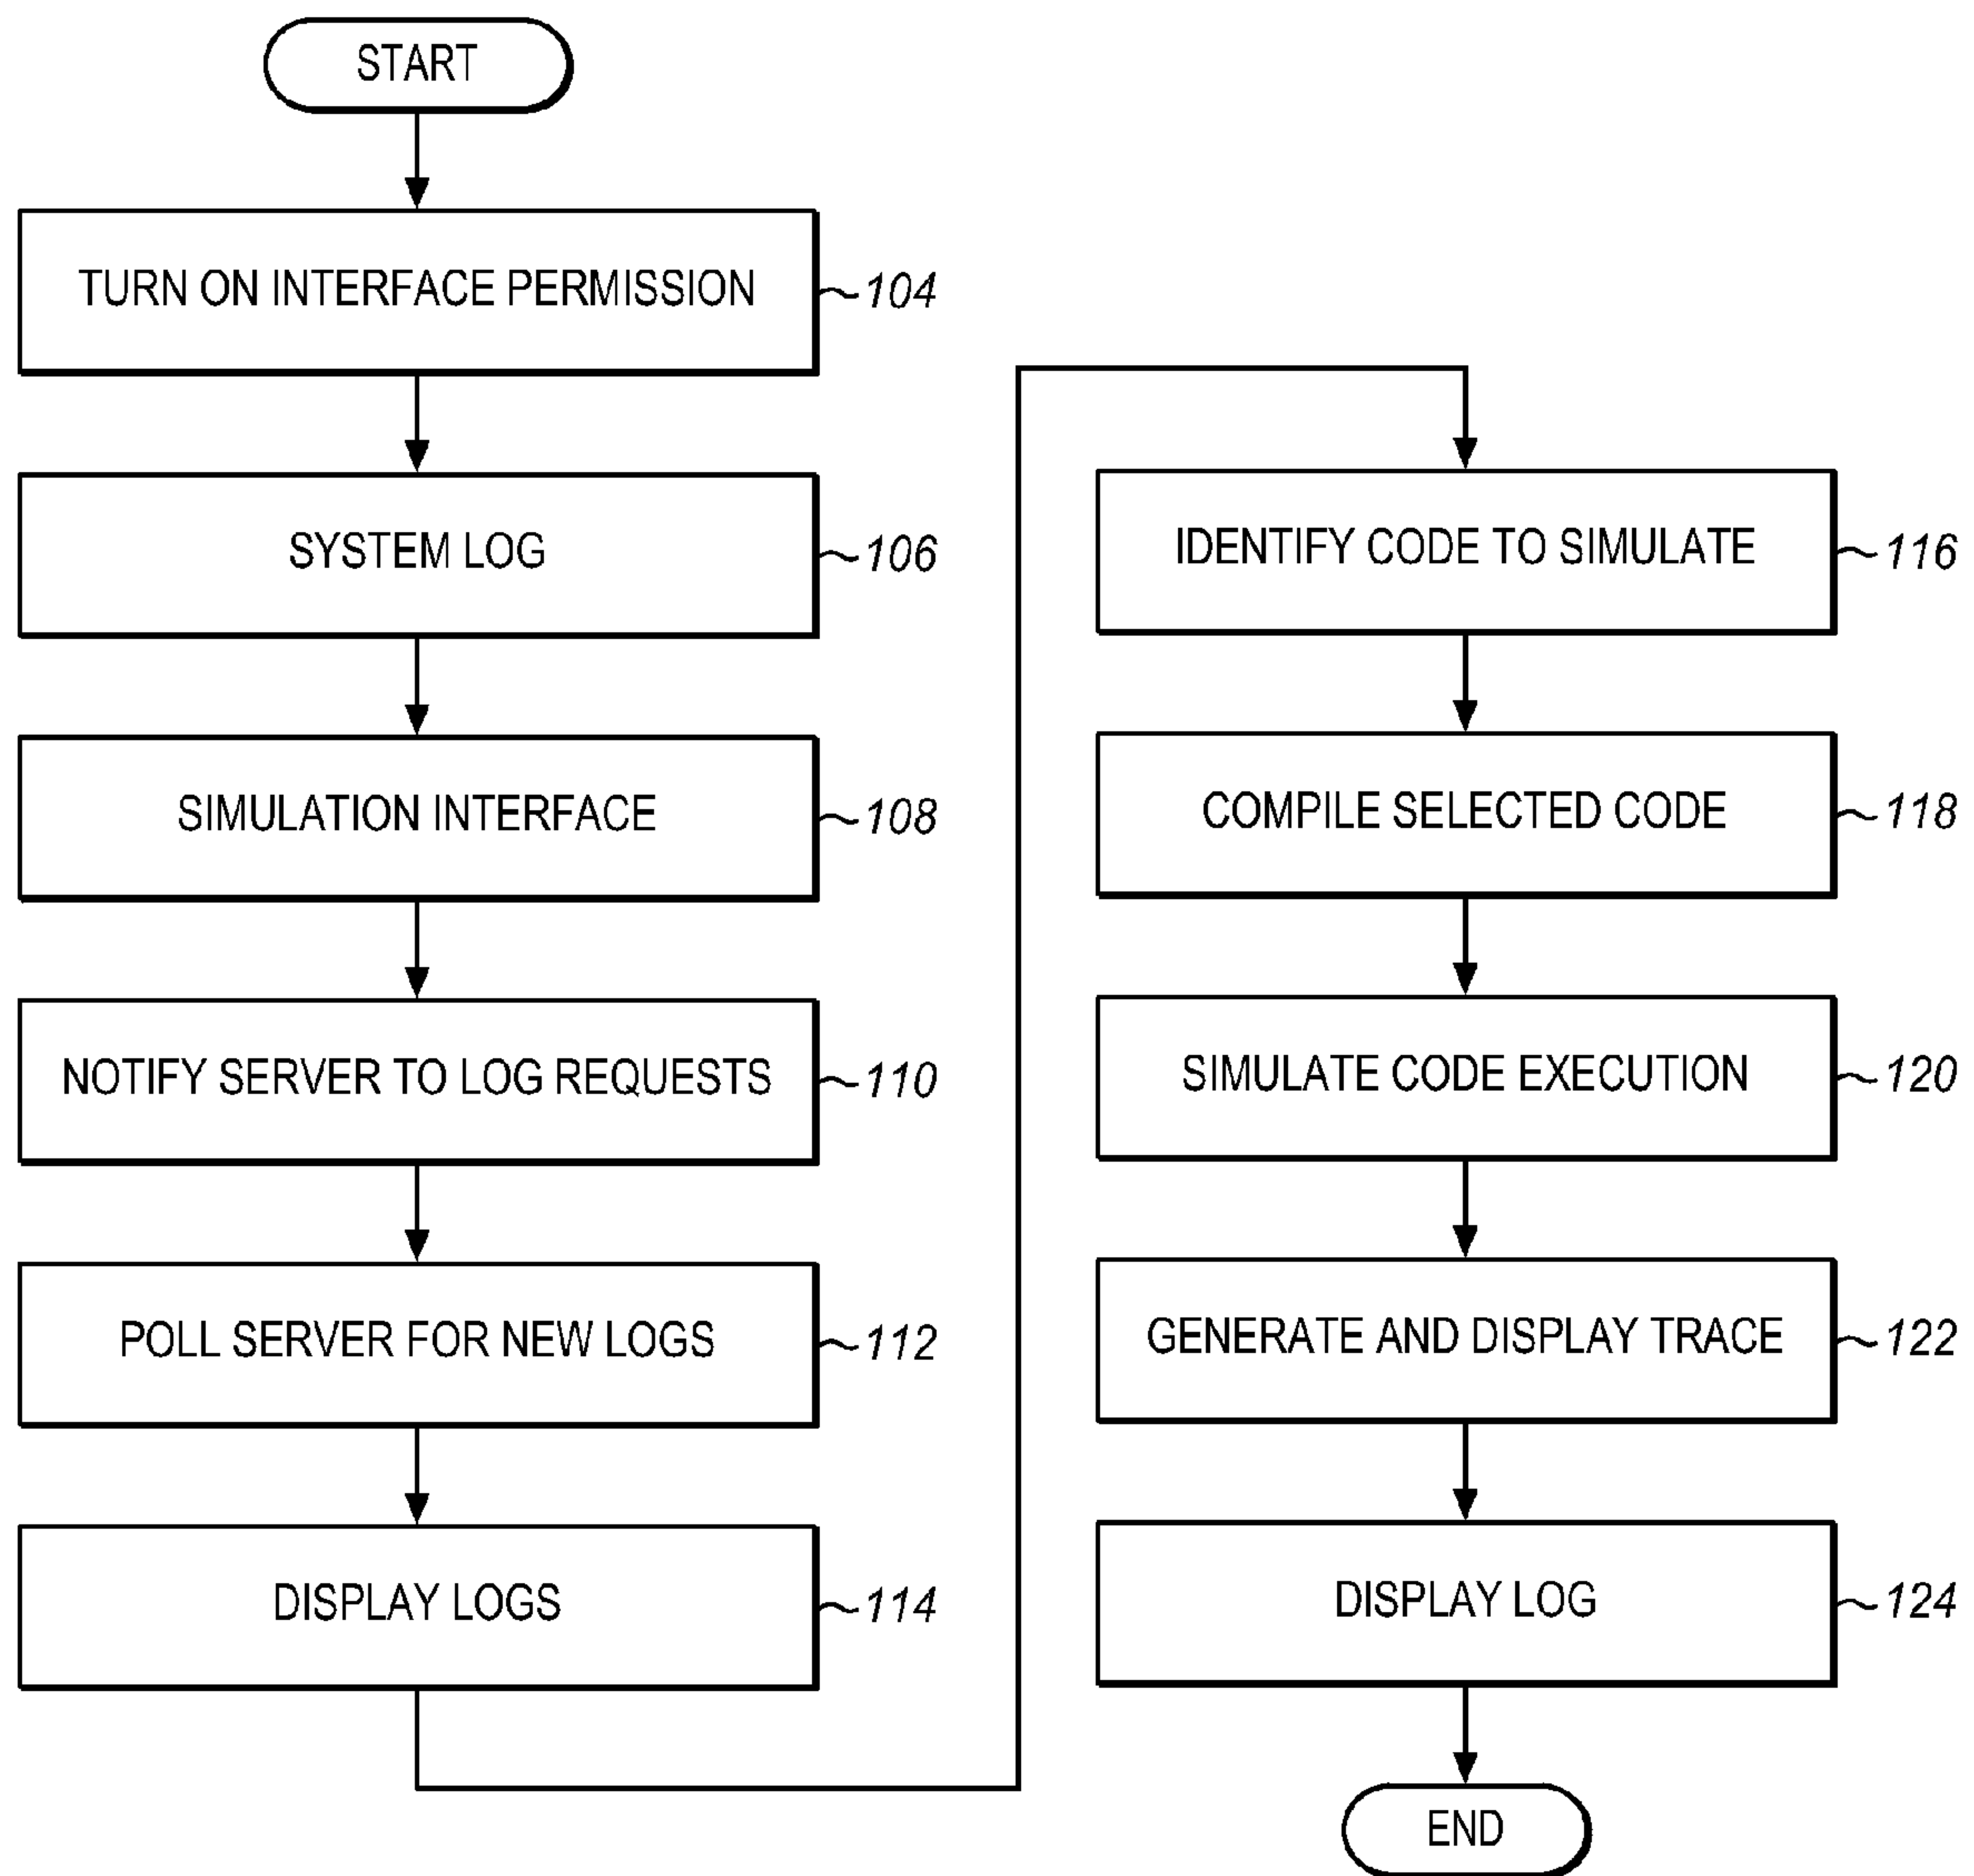 START
TURN ON INTERFACE PERMISSION
104
SYSTEM LOG
106
SIMULATION INTERFACE
108
NOTIFY SERVER TO LOG REQUESTS
110
POLL SERVER FOR NEW LOGS
112
DISPLAY LOGS
114
IDENTIFY CODE TO SIMULATE
116
COMPILE SELECTED CODE
118
SIMULATE CODE EXECUTION
120
GENERATE AND DISPLAY TRACE
122
DISPLAY LOG
124
END